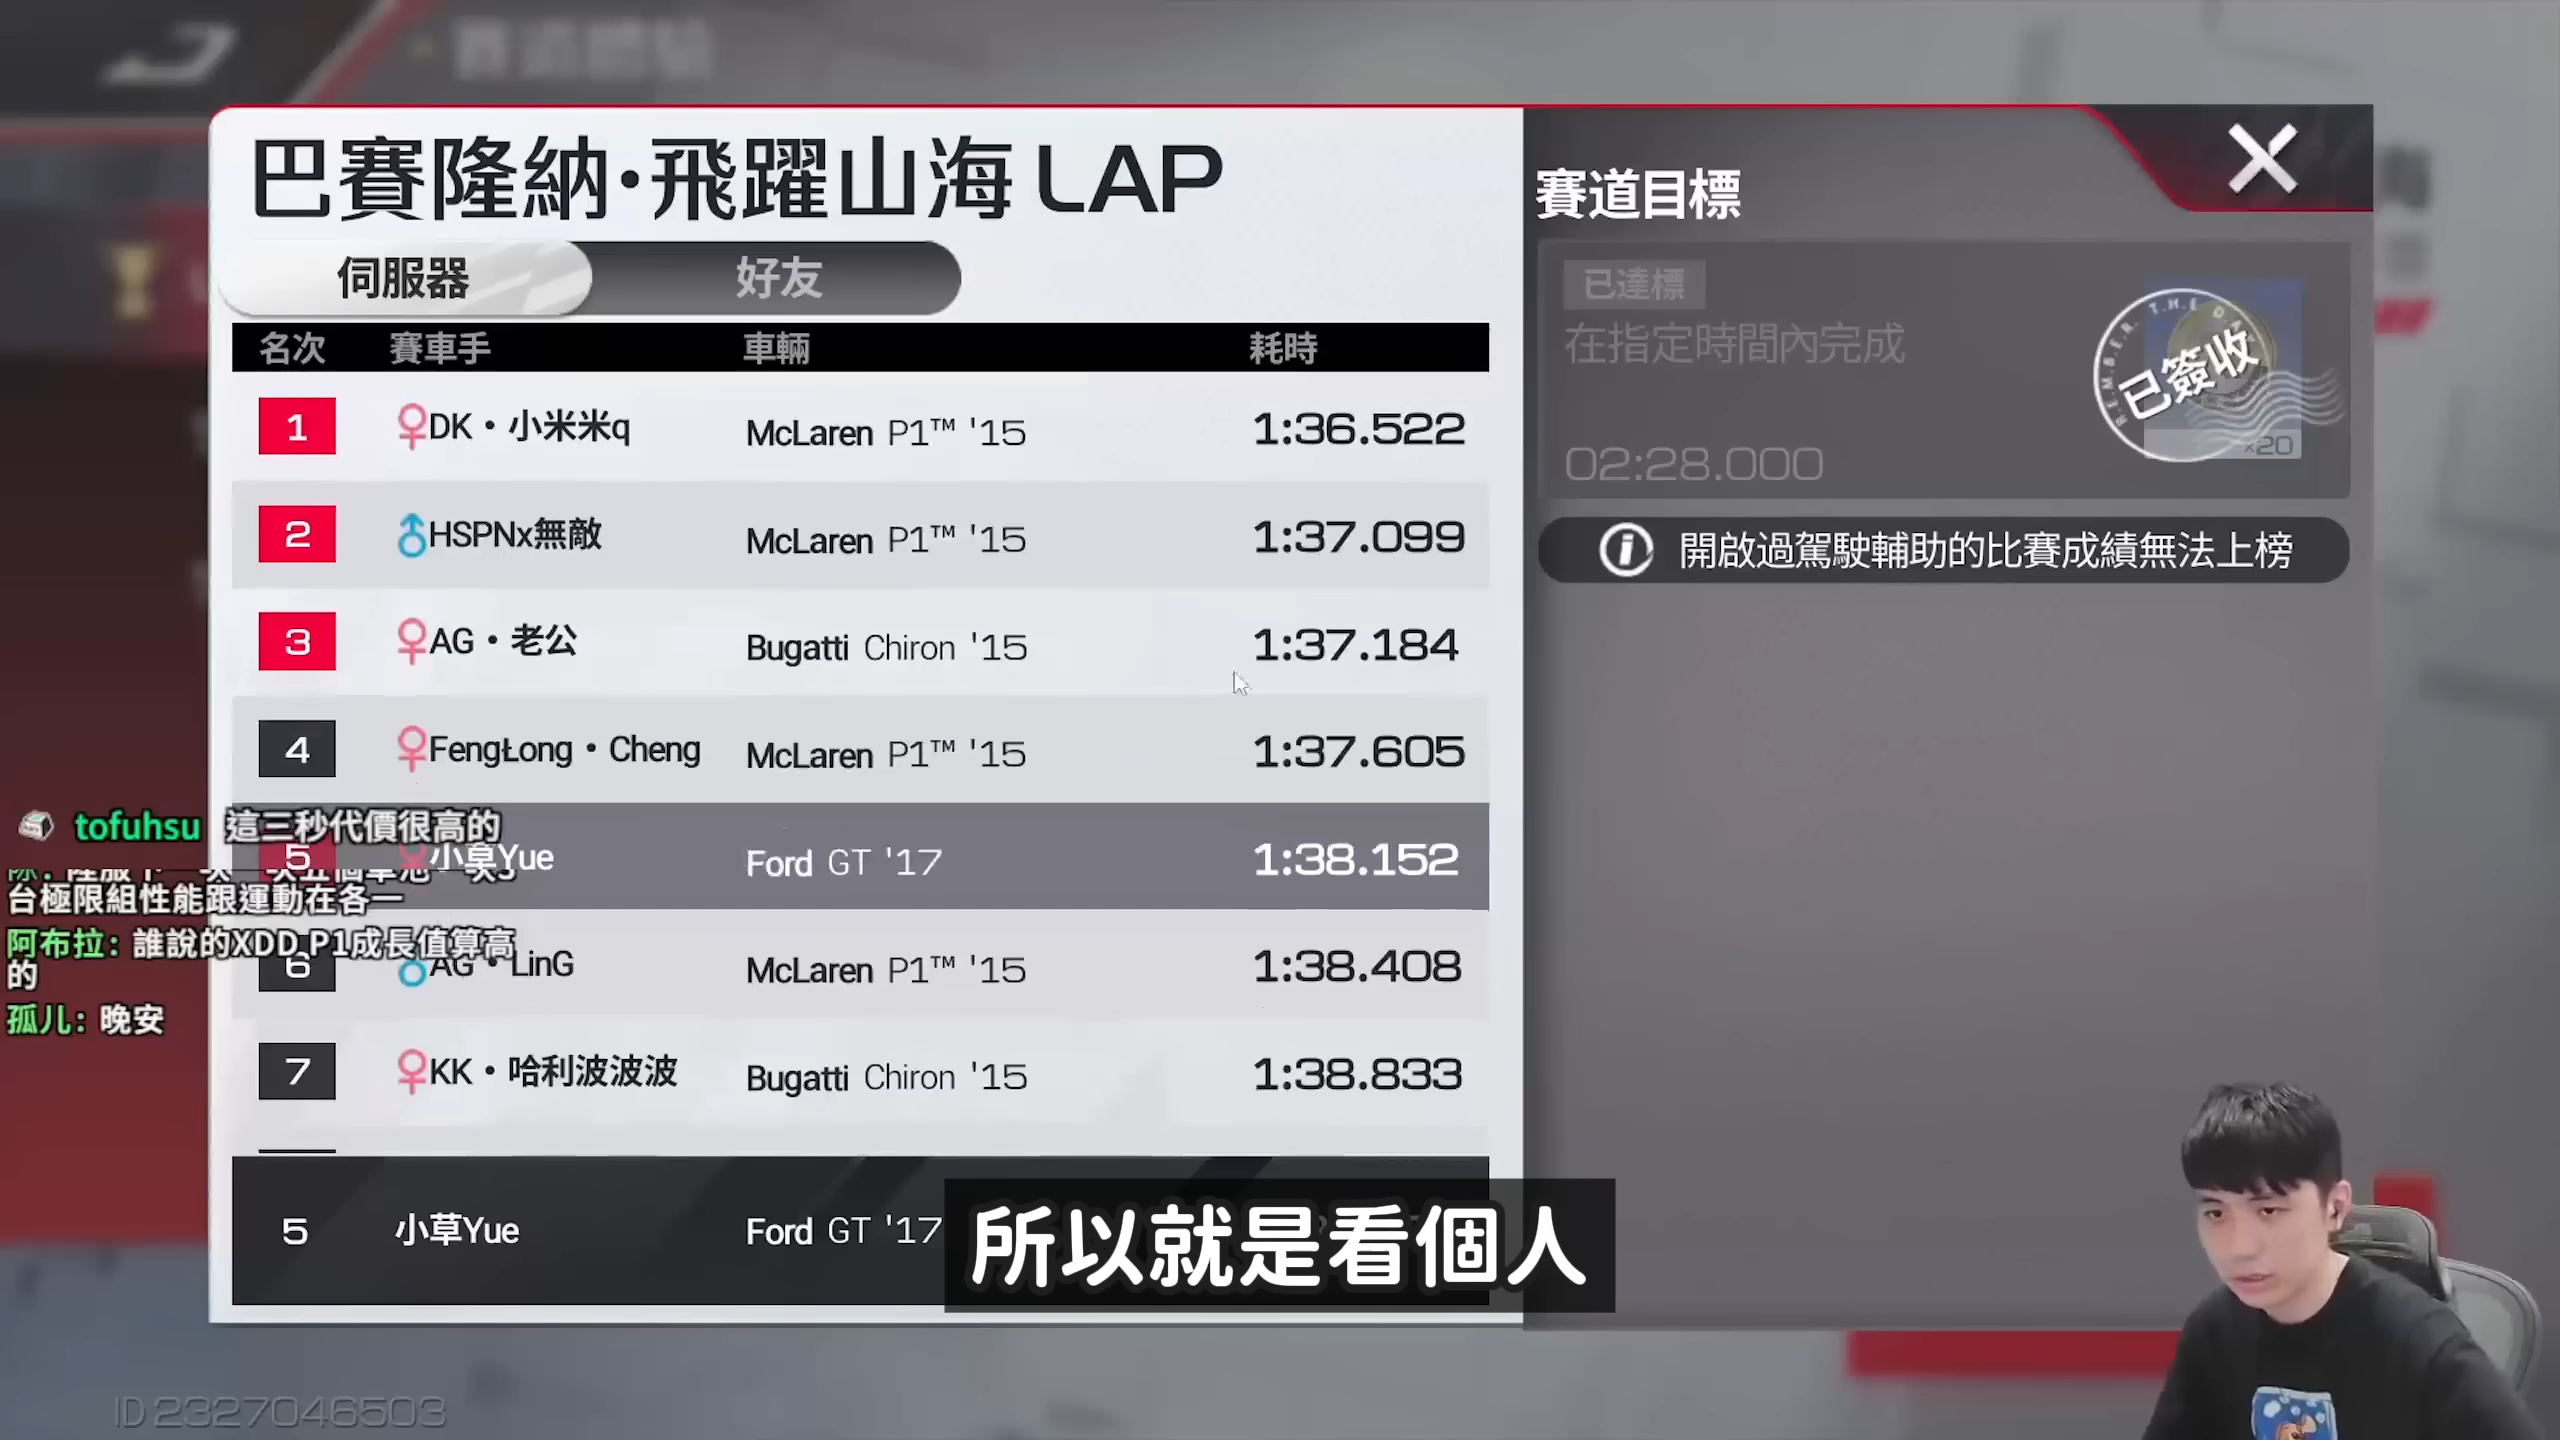 巴賽隆納·飛躍山海 LAP
伺服器 好友
名次 賽車手 車輛 耗時
1 DK·小米米q McLaren P1™ '15 1:36.522
2 HSPNx無敵 McLaren P1™ '15 1:37.099
3 AG·老公 Bugatti Chiron '15 1:37.184
4 FengŁong·Cheng McLaren P1™ '15 1:37.605
5 小草Yue Ford GT '17 1:38.152
6 AG·LinG McLaren P1™ '15 1:38.408
7 KK·哈利波波波 Bugatti Chiron '15 1:38.833
5 小草Yue Ford GT '17
賽道目標
已達標
在指定時間內完成
02:28.000
已簽收
×20
開啟過駕駛輔助的比賽成績無法上榜
tofuhsu 這三秒代價很高的
台極限組性能跟運動在各一
阿布拉: 誰說的XDD P1成長值算高
的
孤儿: 晚安
所以就是看個人
ID 2327046503